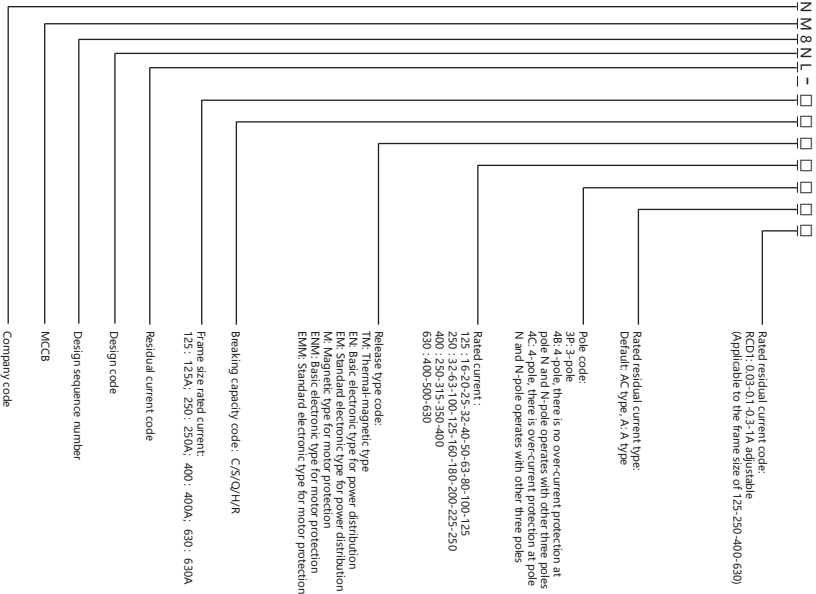 NM8NL-□□□□□□□
Rated residual current code:
RCD1: 0.03-0.1-0.3-1A adjustable
(Applicable to the frame size of 125-250-400-630)
Rated residual current type:
Default: AC type, A: A type
Pole code:
3P: 3-pole
4B: 4-pole, there is no over-current protection at
pole N and N-pole operates with other three poles
4C: 4-pole, there is over-current protection at pole
N and N-pole operates with other three poles
Rated current :
125 : 16-20-25-32-40-50-63-80-100-125
250 : 32-63-100-125-160-180-200-225-250
400 : 250-315-350-400
630 : 400-500-630
Release type code:
TM: Thermal-magnetic type
EN: Basic electronic type for power distribution
EM: Standard electronic type for power distribution
M: Magnetic type for motor protection
ENM: Basic electronic type for motor protection
EMM: Standard electronic type for motor protection
Breaking capacity code : C/S/Q/H/R
Frame size rated current:
125 : 125A; 250 : 250A; 400 : 400A; 630 : 630A
Residual current code
Design code
Design sequence number
MCCB
Company code